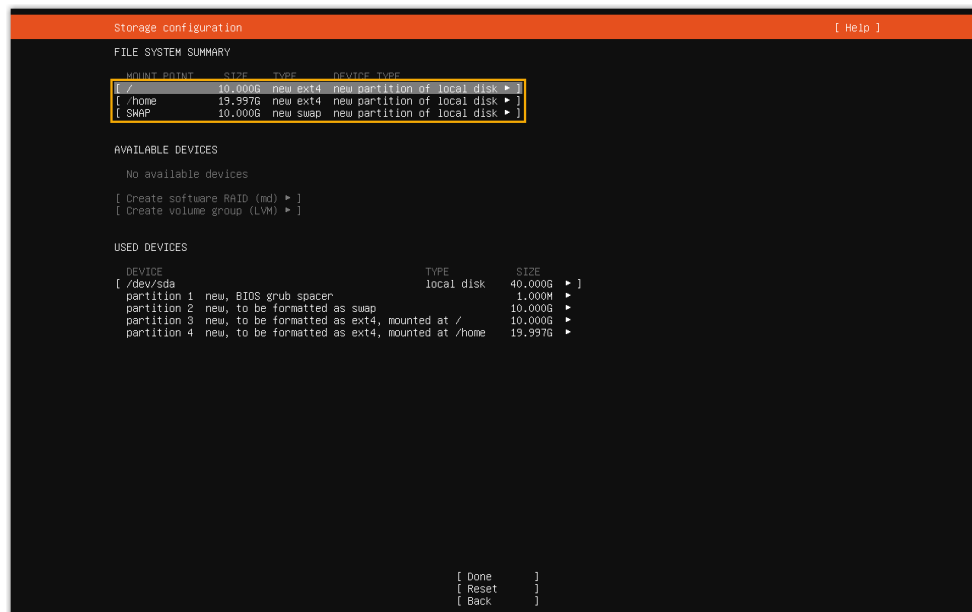 Storage configuration [ Help ]
FILE SYSTEM SUMMARY
MOUNT POINT SIZE TYPE DEVICE TYPE
[ / 10.000G new ext4 new partition of local disk ► ]
[ /home 19.997G new ext4 new partition of local disk ► ]
[ SWAP 10.000G new swap new partition of local disk ► ]
AVAILABLE DEVICES
No available devices
[ Create software RAID (md) ► ]
[ Create volume group (LVM) ► ]
USED DEVICES
DEVICE TYPE SIZE
[ /dev/sda local disk 40.000G ► ]
partition 1 new, BIOS grub spacer 1.000M ►
partition 2 new, to be formatted as swap 10.000G ►
partition 3 new, to be formatted as ext4, mounted at / 10.000G ►
partition 4 new, to be formatted as ext4, mounted at /home 19.997G ►
[ Done ]
[ Reset ]
[ Back ]